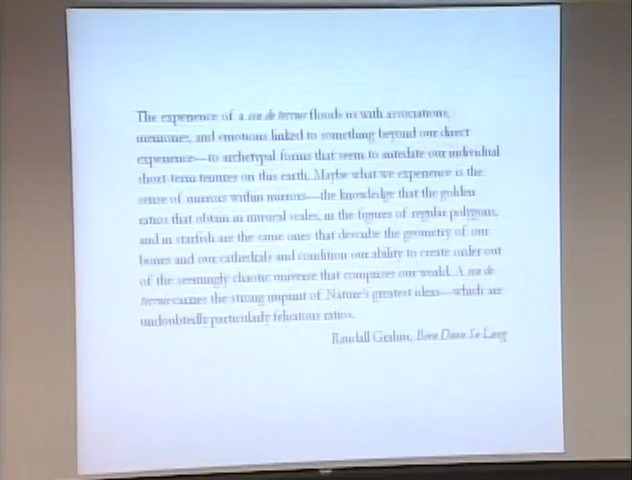 The experience of a vin de terroir floods us with associations,
memories, and emotions linked to something beyond our direct
experience—to archetypal forms that seem to antedate our individual
short-term tenures on this earth. Maybe what we experience is the
sense of mirrors within mirrors—the knowledge that the golden
ratios that obtain in musical scales, in the figures of regular polygons,
and in starfish are the same ones that describe the geometry of our
bones and our cathedrals and condition our ability to create order out
of the seemingly chaotic universe that comprises our world. A vin de
terroir carries the strong imprint of Nature's greatest ideas—which are
undoubtedly particularly felicitous ratios.
Randall Grahm, Been Doon So Long